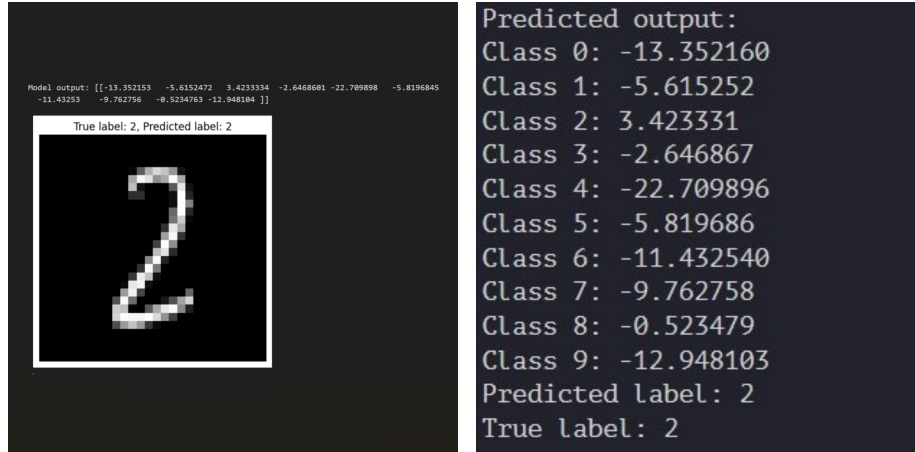 Model output: [[-13.352153 -5.6152472 3.4233334 -2.6468601 -22.709898 -5.8196845
-11.43253 -9.762756 -0.5234763 -12.948104 ]]
True label: 2, Predicted label: 2
2
Predicted output:
Class 0: -13.352160
Class 1: -5.615252
Class 2: 3.423331
Class 3: -2.646867
Class 4: -22.709896
Class 5: -5.819686
Class 6: -11.432540
Class 7: -9.762758
Class 8: -0.523479
Class 9: -12.948103
Predicted label: 2
True label: 2